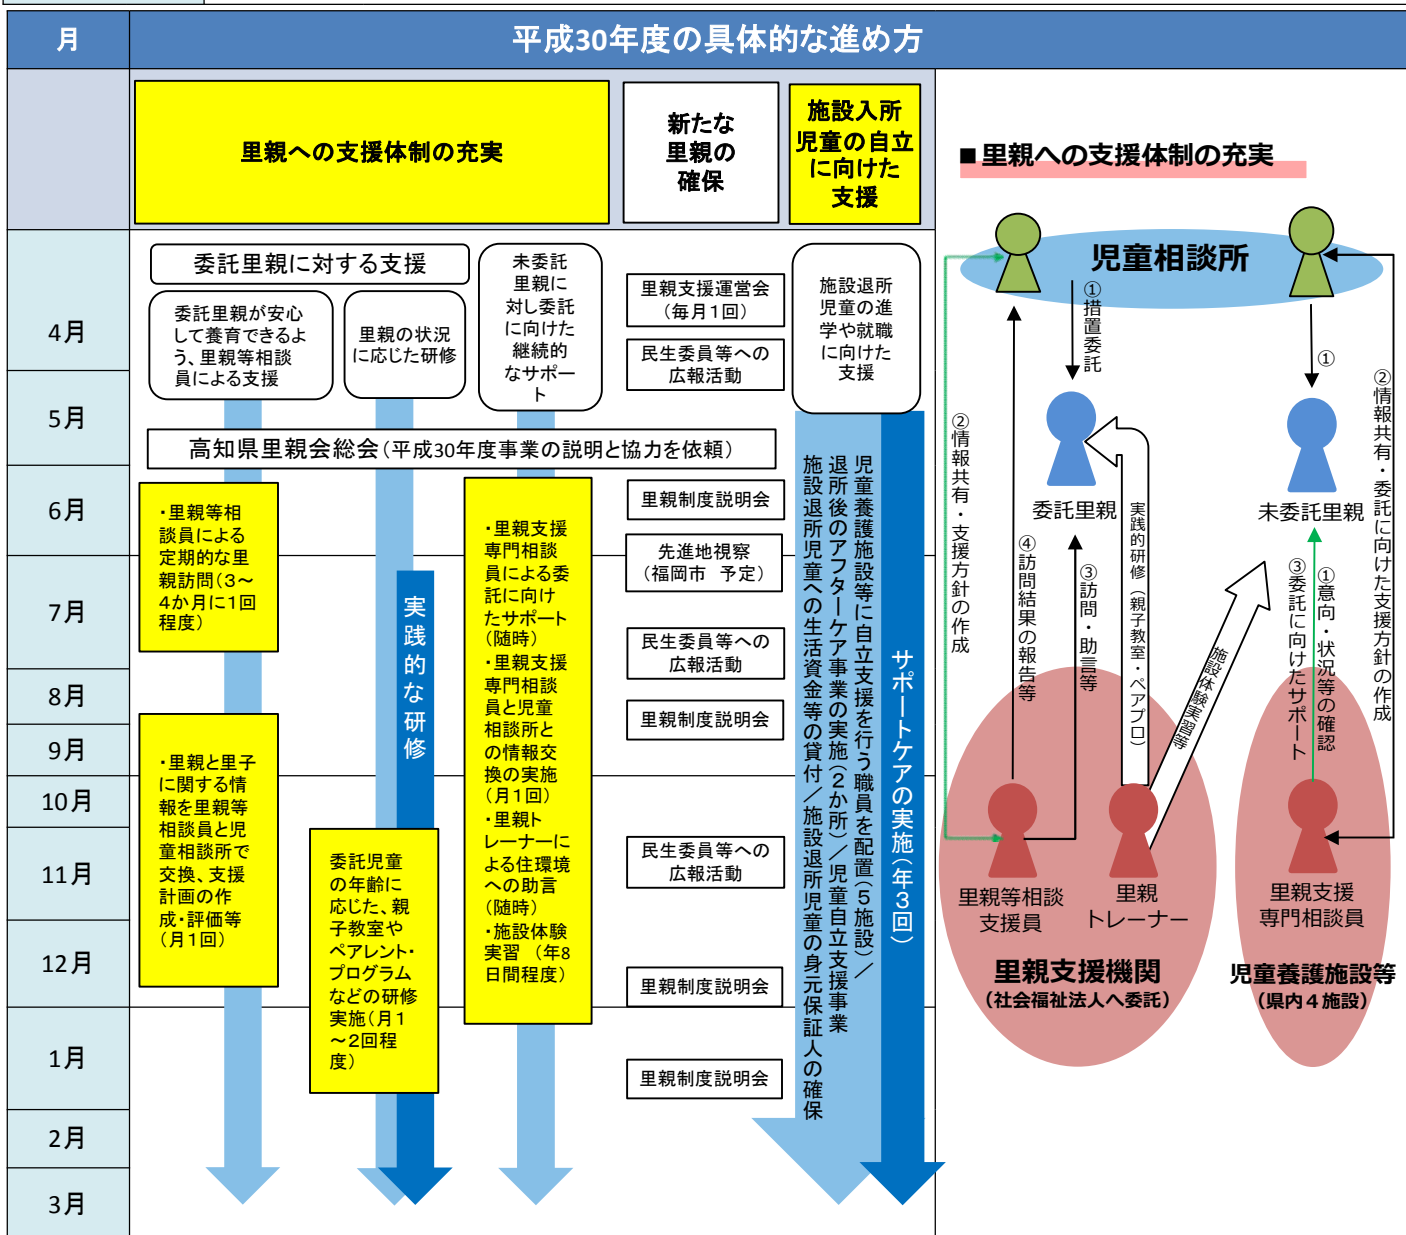 月
平成30年度の具体的な進め方
里親への支援体制の充実
新たな
里親の
確保
施設入所
児童の自立
に向けた
支援
4月
5月
6月
7月
8月
9月
10月
11月
12月
1月
2月
3月
委託里親に対する支援
委託里親が安心
して養育できるよ
う、里親等相談
員による支援
里親の状況
に応じた研修
未委託
里親に
対し委託
に向けた
継続的
なサポー
ト
里親支援運営会
(毎月1回)
民生委員等への
広報活動
施設退所
児童の進
学や就職
に向けた
支援
高知県里親会総会(平成30年度事業の説明と協力を依頼)
・里親等相
談員による
定期的な里
親訪問(3~
4か月に1回
程度)
・里親と里子
に関する情
報を里親等
相談員と児
童相談所で
交換、支援
計画の作
成・評価等
(月1回)
実践的な研修
委託児童
の年齢に
応じた、親
子教室や
ペアレント・
プログラム
などの研修
実施(月1
~2回程
度)
・里親支援
専門相談
員による委
託に向け
たサポート
(随時)
・里親支援
専門相談
員と児童
相談所と
の情報交
換の実施
(月1回)
・里親ト
レーナーに
よる住環境
への助言
(随時)
・施設体験
実習 (年8
日間程度)
里親制度説明会
先進地視察
(福岡市 予定)
民生委員等への
広報活動
里親制度説明会
民生委員等への
広報活動
里親制度説明会
里親制度説明会
児童養護施設等に自立支援を行う職員を配置(5施設)/
退所後のアフターケア事業の実施(2か所)/児童自立支援事業
施設退所児童への生活資金等の貸付/施設退所児童の身元保証人の確保
サポートケアの実施(年3回)
■里親への支援体制の充実
児童相談所
①措置委託
①
②情報共有・支援方針の作成
②情報共有・委託に向けた支援方針の作成
委託里親
未委託里親
④訪問結果の報告等
③訪問・助言等
実践的研修(親子教室・ペアプロ)
施設体験実習等
①意向・状況等の確認
③委託に向けたサポート
里親等相談
支援員
里親
トレーナー
里親支援
専門相談員
里親支援機関
(社会福祉法人へ委託)
児童養護施設等
(県内4施設)